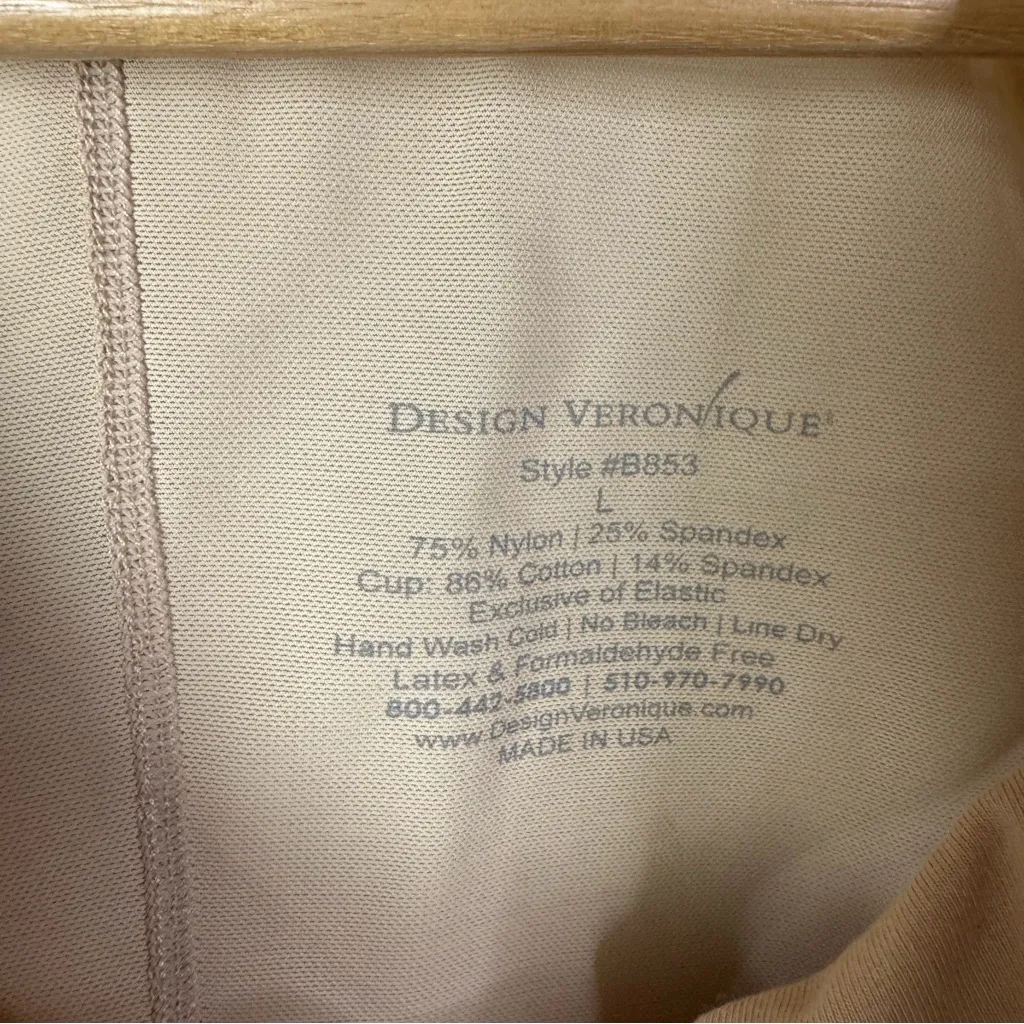 DESIGN VERONIQUE
Style #B853
L
75% Nylon | 25% Spandex
Cup: 86% Cotton | 14% Spandex
Exclusive of Elastic
Hand Wash Cold | No Bleach | Line Dry
Latex & Formaldehyde Free
800-442-5800 | 510-970-7990
www.DesignVeronique.com
MADE IN USA